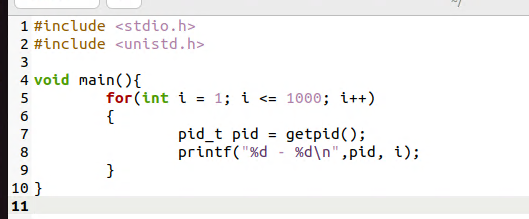 ~/
1 #include <stdio.h>
2 #include <unistd.h>
3
4 void main(){
5         for(int i = 1; i <= 1000; i++)
6         {
7                 pid_t pid = getpid();
8                 printf("%d - %d\n",pid, i);
9         }
10 }
11